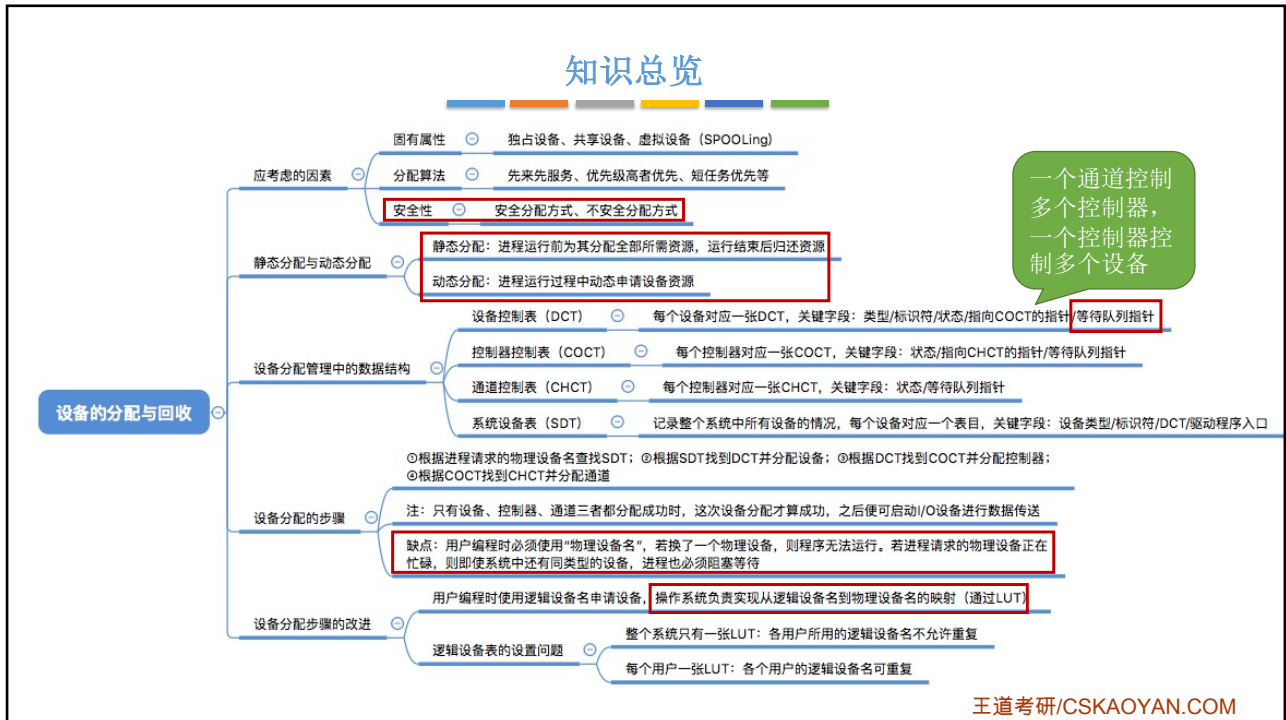 知识总览
固有属性
独占设备、共享设备、虚拟设备（SPOOLing）
应考虑的因素
分配算法
先来先服务、优先级高者优先、短任务优先等
安全性
安全分配方式、不安全分配方式
一个通道控制
多个控制器，
一个控制器控
制多个设备
静态分配与动态分配
静态分配：进程运行前为其分配全部所需资源，运行结束后归还资源
动态分配：进程运行过程中动态申请设备资源
设备的分配与回收
设备分配管理中的数据结构
设备控制表（DCT）
每个设备对应一张DCT，关键字段：类型/标识符/状态/指向COCT的指针/等待队列指针
控制器控制表（COCT）
每个控制器对应一张COCT，关键字段：状态/指向CHCT的指针/等待队列指针
通道控制表（CHCT）
每个控制器对应一张CHCT，关键字段：状态/等待队列指针
系统设备表（SDT）
记录整个系统中所有设备的情况，每个设备对应一个表目，关键字段：设备类型/标识符/DCT/驱动程序入口
设备分配的步骤
①根据进程请求的物理设备名查找SDT；②根据SDT找到DCT并分配设备；③根据DCT找到COCT并分配控制器；
④根据COCT找到CHCT并分配通道
注：只有设备、控制器、通道三者都分配成功时，这次设备分配才算成功，之后便可启动I/O设备进行数据传送
缺点：用户编程时必须使用“物理设备名”，若换了一个物理设备，则程序无法运行。若进程请求的物理设备正在
忙碌，则即使系统中还有同类型的设备，进程也必须阻塞等待
设备分配步骤的改进
用户编程时使用逻辑设备名申请设备，操作系统负责实现从逻辑设备名到物理设备名的映射（通过LUT）
逻辑设备表的设置问题
整个系统只有一张LUT：各用户所用的逻辑设备名不允许重复
每个用户一张LUT：各个用户的逻辑设备名可重复
王道考研/CSKAOYAN.COM